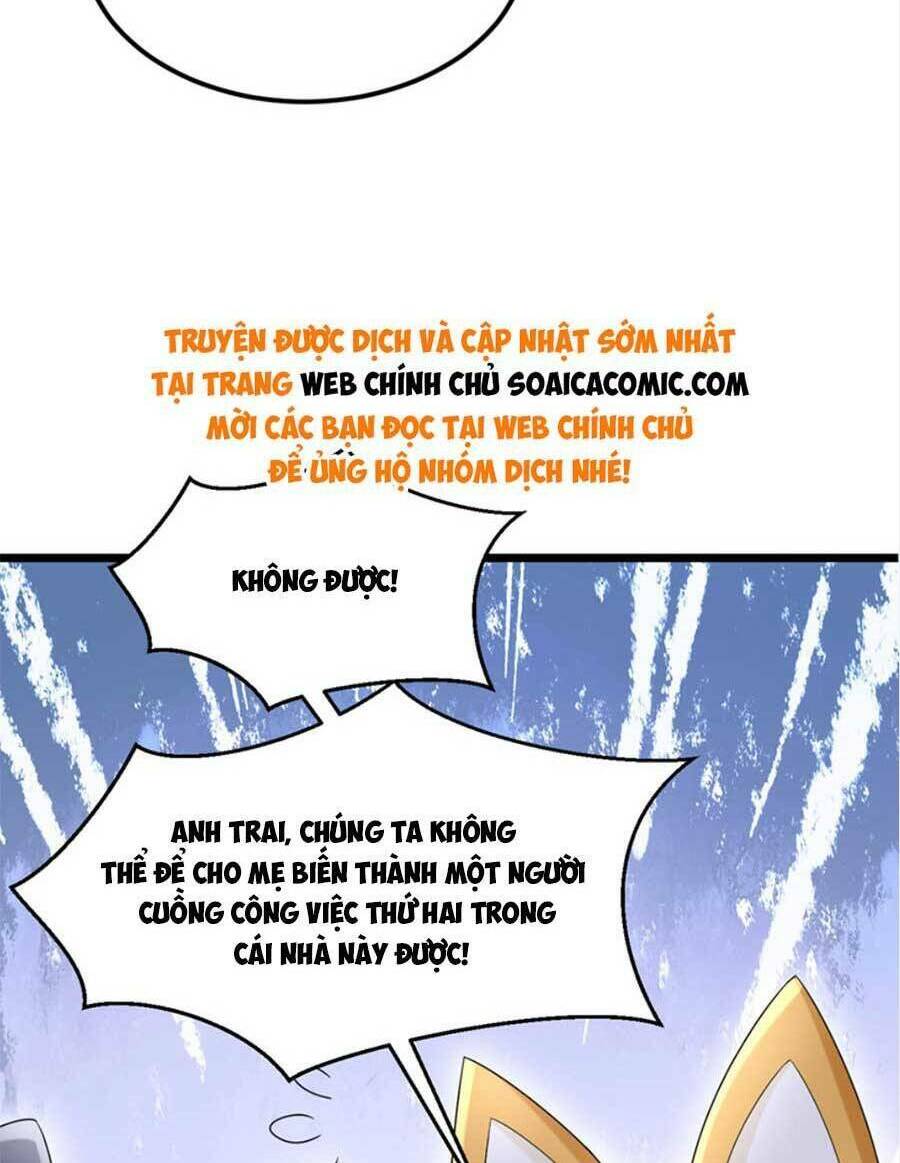 TRUYỆN ĐƯỢC DỊCH VÀ CẬP NHẬT SỚM NHẤT
TẠI TRANG WEB CHÍNH CHỦ SOAICACOMIC.COM
MỜI CÁC BẠN ĐỌC TẠI WEB CHÍNH CHỦ
ĐỂ ỦNG HỘ NHÓM DỊCH NHÉ!
KHÔNG ĐƯỢC!
ANH TRAI, CHÚNG TA KHÔNG
THỂ ĐỂ CHO MẸ BIẾN THÀNH MỘT NGƯỜI
CUỒNG CÔNG VIỆC THỨ HAI TRONG
CÁI NHÀ NÀY ĐƯỢC!